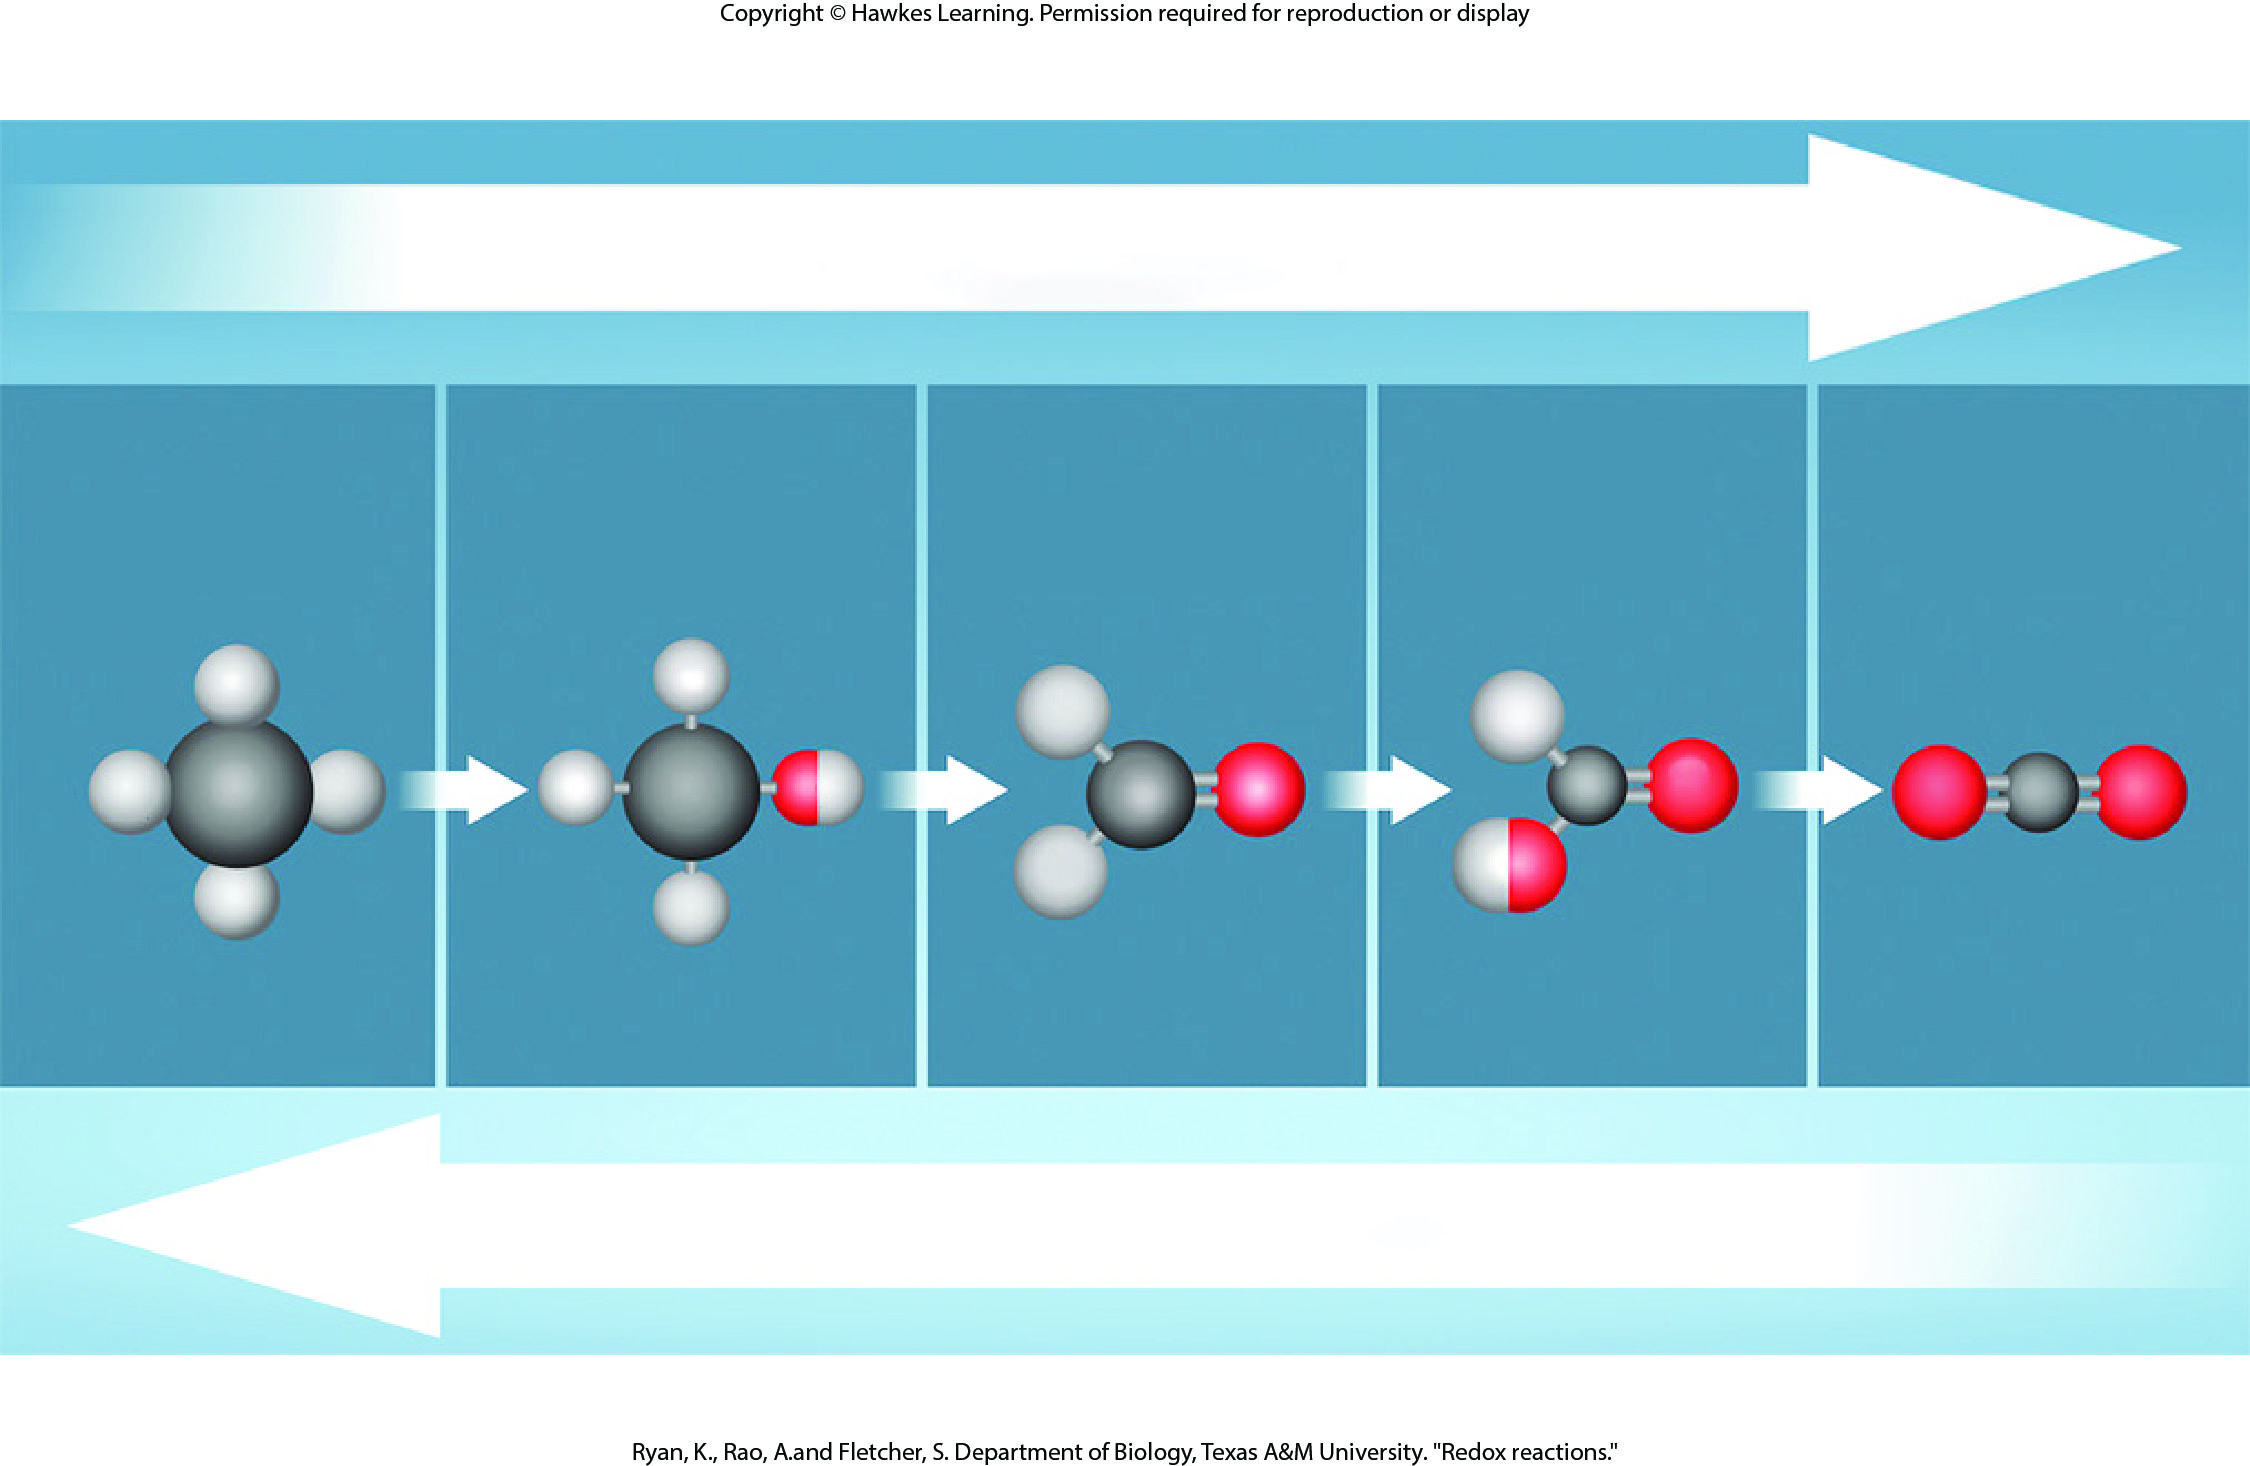 Copyright © Hawkes Learning. Permission required for reproduction or display
Ryan, K., Rao, A.and Fletcher, S. Department of Biology, Texas A&M University. "Redox reactions."